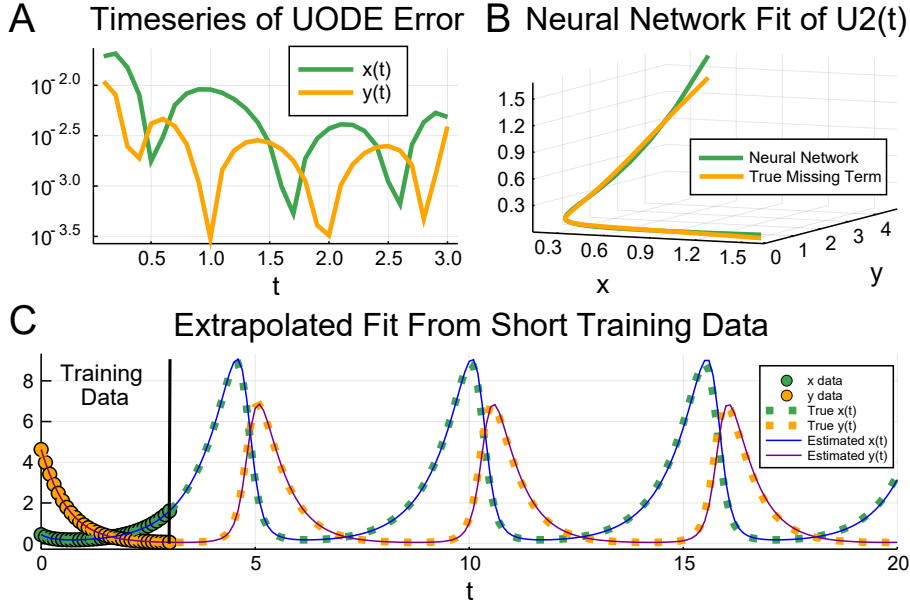 A
Timeseries of UODE Error
10^-2.0
10^-2.5
10^-3.0
10^-3.5
x(t)
y(t)
0.5
1.0
1.5
2.0
2.5
3.0
t
B
Neural Network Fit of U2(t)
1.5
1.2
0.9
0.6
0.3
Neural Network
True Missing Term
0.3
0.6
0.9
1.2
1.5
x
0
1
2
3
4
y
C
Extrapolated Fit From Short Training Data
8
6
4
2
0
Training
Data
x data
y data
True x(t)
True y(t)
Estimated x(t)
Estimated y(t)
0
5
10
15
20
t